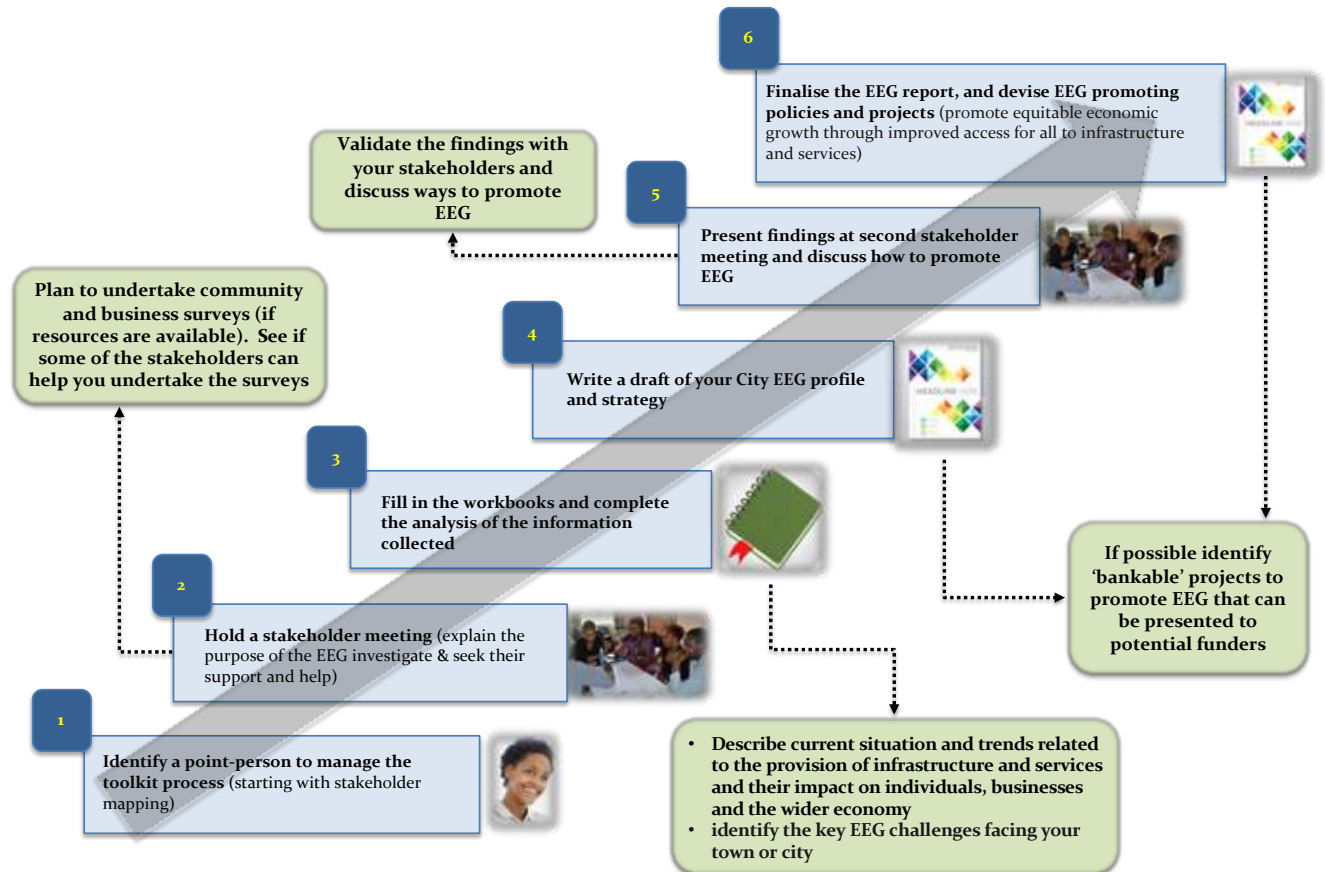 6
Finalise the EEG report, and devise EEG promoting
policies and projects (promote equitable economic
growth through improved access for all to infrastructure
and services)
Validate the findings with
your stakeholders and
discuss ways to promote
EEG
5
Present findings at second stakeholder
meeting and discuss how to promote
EEG
Plan to undertake community
and business surveys (if
resources are available). See if
some of the stakeholders can
help you undertake the surveys
4
Write a draft of your City EEG profile
and strategy
3
Fill in the workbooks and complete
the analysis of the information
collected
If possible identify
‘bankable’ projects to
promote EEG that can
be presented to
potential funders
2
Hold a stakeholder meeting (explain the
purpose of the EEG investigate & seek their
support and help)
1
Identify a point-person to manage the
toolkit process (starting with stakeholder
mapping)
• Describe current situation and trends related
to the provision of infrastructure and services
and their impact on individuals, businesses
and the wider economy
• identify the key EEG challenges facing your
town or city